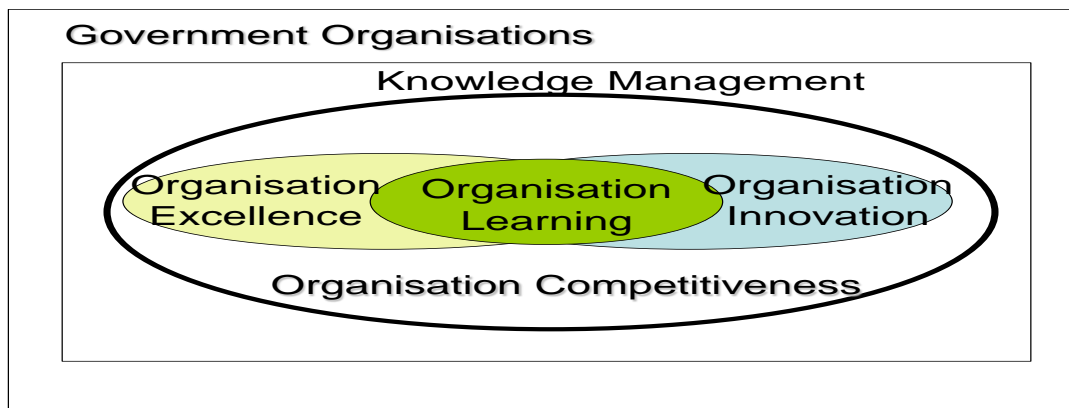 Government Organisations
Knowledge Management
Organisation
Excellence
Organisation
Learning
Organisation
Innovation
Organisation Competitiveness